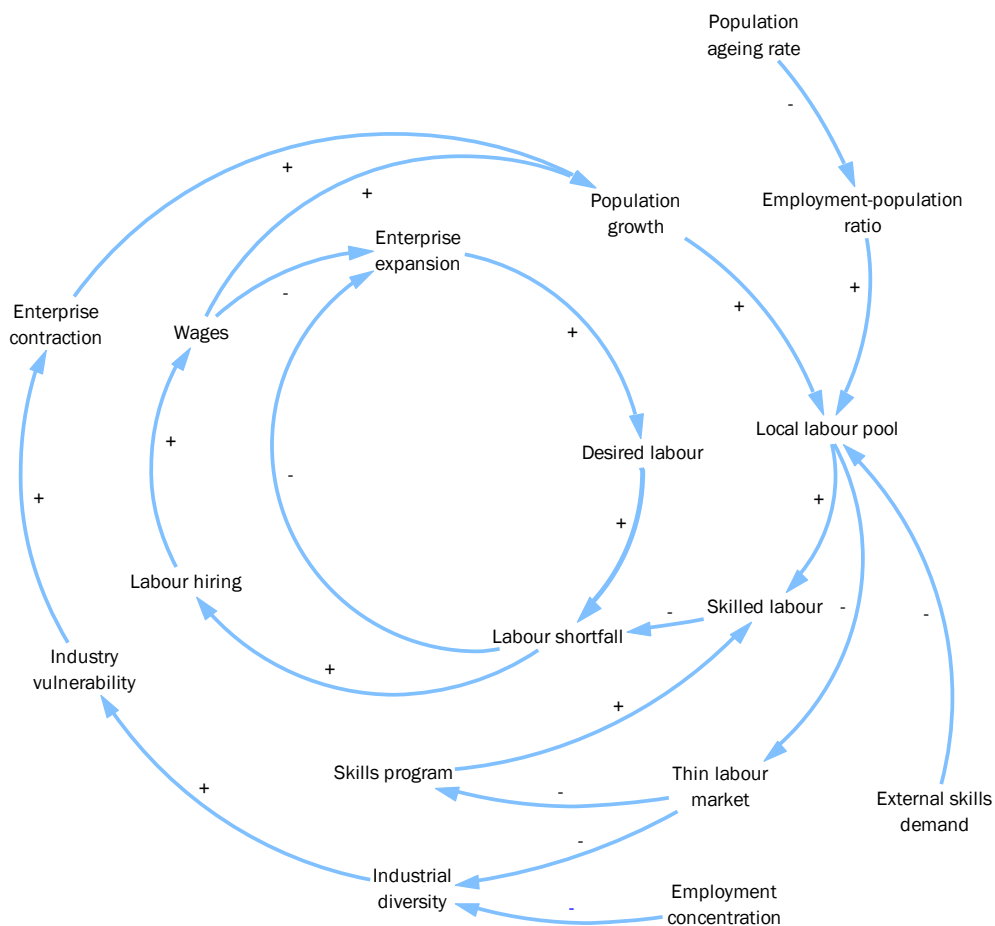 Population
ageing rate
-
+
+
Population
growth
Employment-population
ratio
Enterprise
expansion
-
+
+
+
Enterprise
contraction
Wages
Local labour pool
+
Desired labour
-
+
+
+
Labour hiring
Skilled labour
-
-
-
Labour shortfall
Industry
vulnerability
+
+
Skills program
Thin labour
market
-
+
External skills
demand
-
Industrial
diversity
Employment
concentration
-